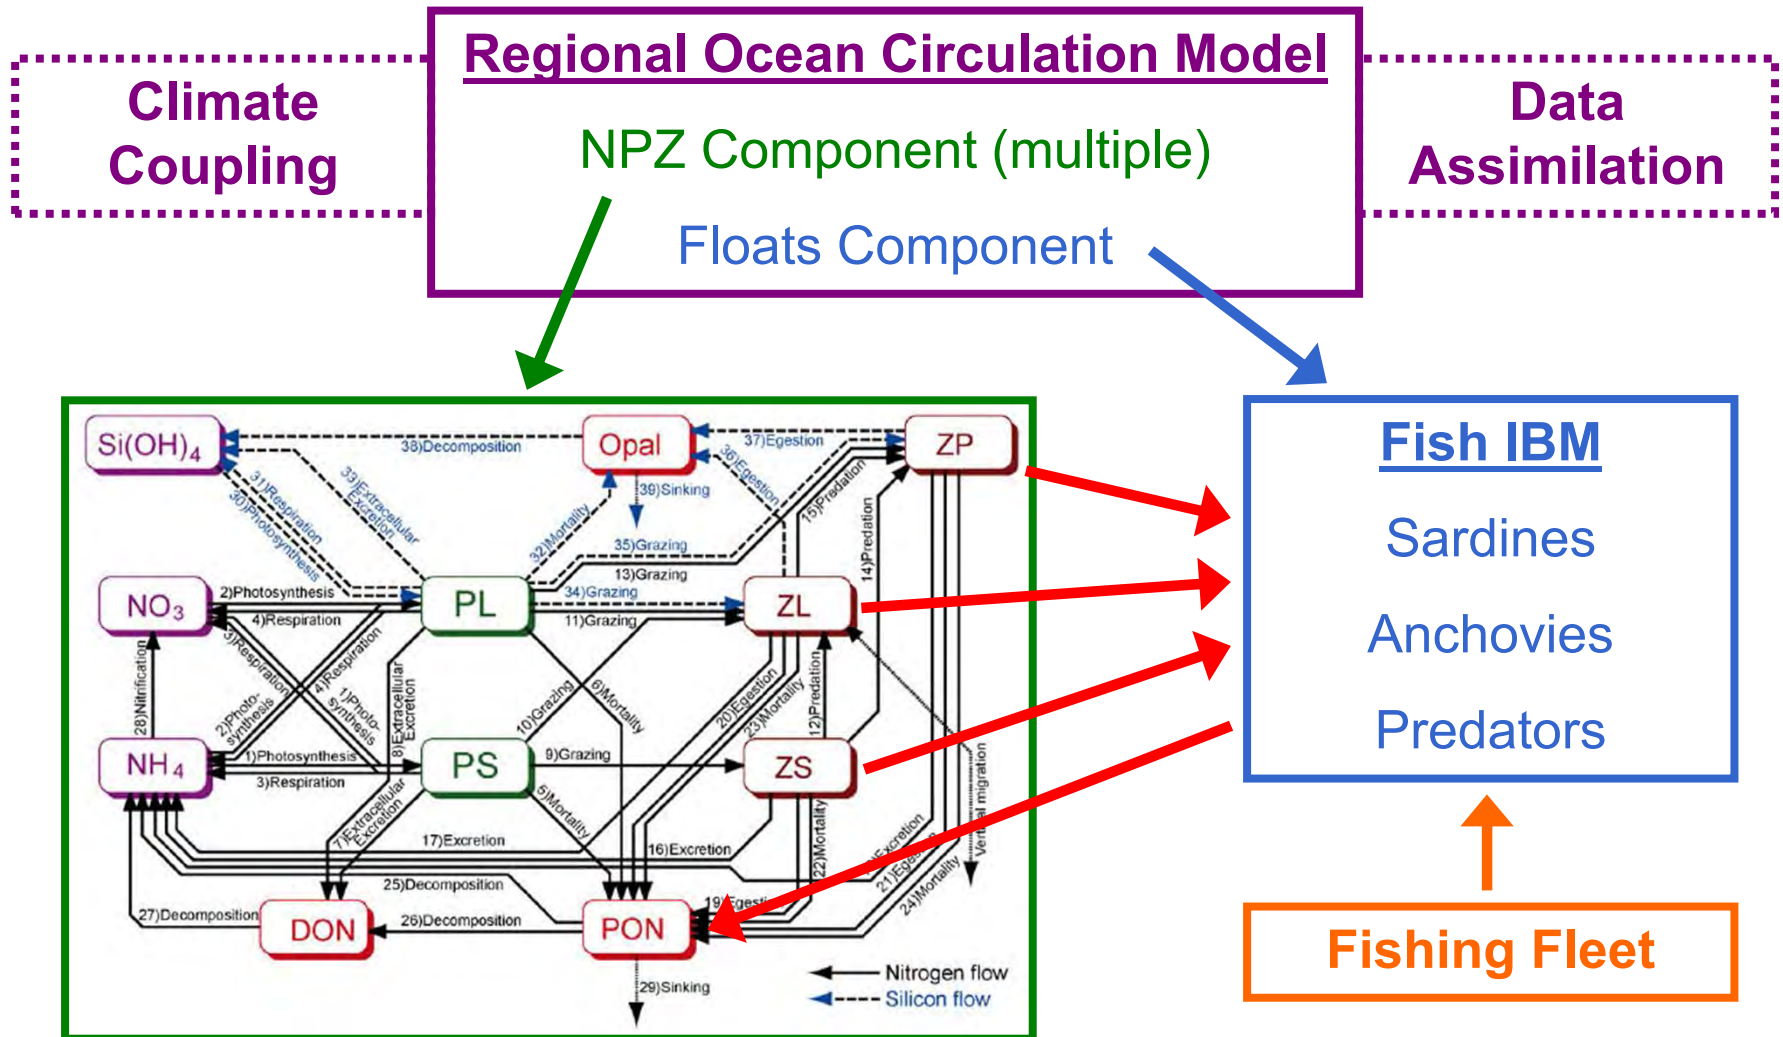 Regional Ocean Circulation Model
Climate
Coupling
NPZ Component (multiple)
Floats Component
Data
Assimilation
Si(OH)4
Opal
ZP
38)Decomposition
37)Egestion
36)Egestion
39)Sinking
33)Extracellular
Excretion
31)Respiration
30)Photosynthesis
32)Mortality
35)Grazing
13)Grazing
15)Predation
14)Predation
NO3
2)Photosynthesis
4)Respiration
PL
34)Grazing
11)Grazing
ZL
3)Respiration
4)Respiration
28)Nitrification
2)Photo-
synthesis
1)Photo-
synthesis
8)Extracellular
Excretion
10)Grazing
6)Mortality
20)Egestion
23)Mortality
12)Predation
NH4
1)Photosynthesis
3)Respiration
PS
9)Grazing
ZS
5)Mortality
7)Extracellular
Excretion
17)Excretion
16)Excretion
22)Mortality
Excretion
21)Egestion
24)Mortality
Vertical migration
25)Decomposition
27)Decomposition
26)Decomposition
19)Egestion
DON
PON
29)Sinking
Nitrogen flow
Silicon flow
Fish IBM
Sardines
Anchovies
Predators
Fishing Fleet